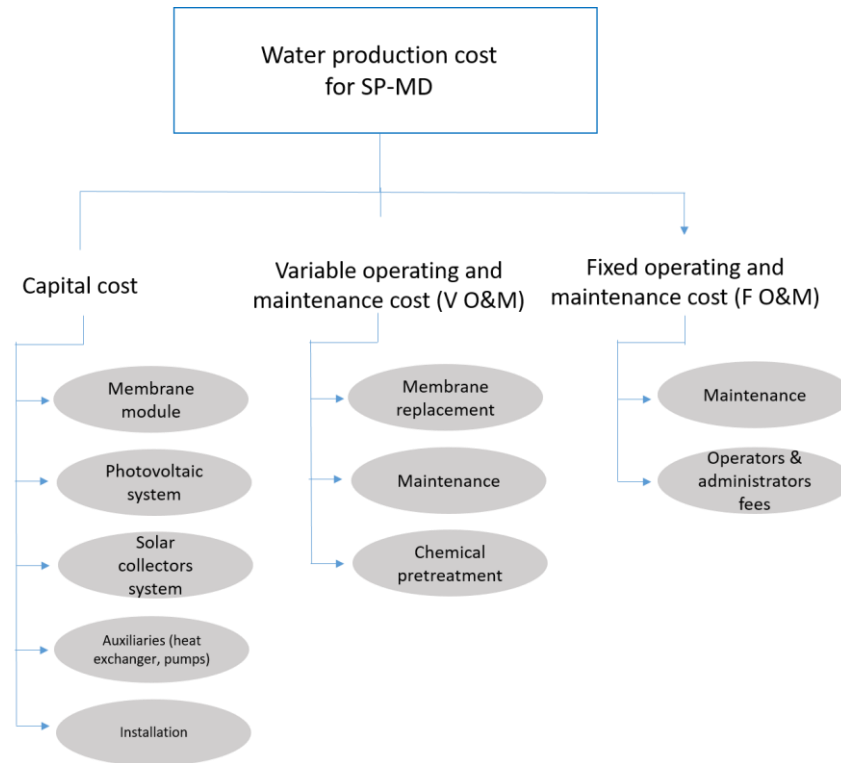 Water production cost
for SP-MD
Capital cost
Variable operating and
maintenance cost (V O&M)
Fixed operating and
maintenance cost (F O&M)
Membrane
module
Photovoltaic
system
Solar
collectors
system
Auxiliaries (heat
exchanger, pumps)
Installation
Membrane
replacement
Maintenance
Chemical
pretreatment
Maintenance
Operators &
administrators
fees